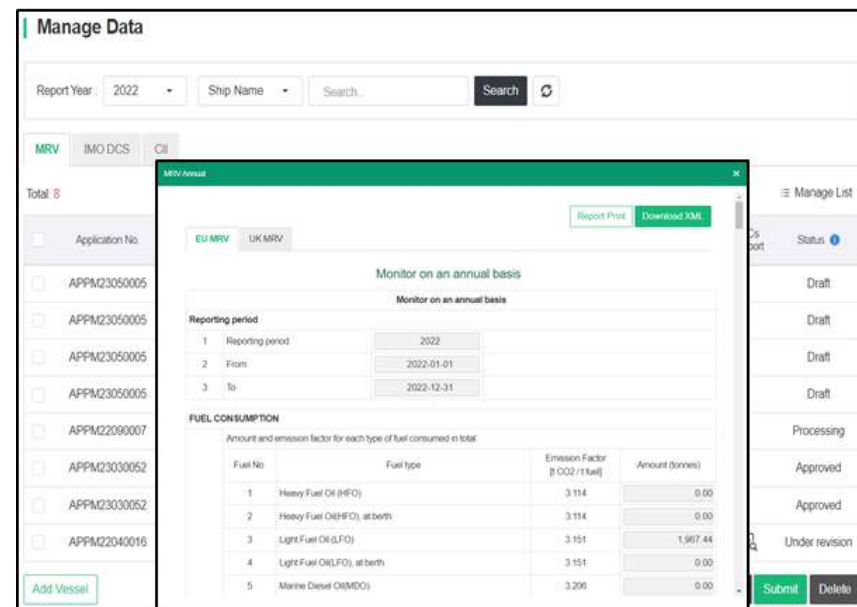 Manage Data
Report Year : 2022 Ship Name Search.. Search
MRV IMO DCS CII
Total: 8 Manage List
MRV Annual ×
Report Print Download XML
EU MRV UK MRV
Application No. Status
Monitor on an annual basis
Monitor on an annual basis
Reporting period
1 Reporting period 2022
2 From 2022-01-01
3 To 2022-12-31
FUEL CONSUMPTION
Amount and emission factor for each type of fuel consumed in total
Fuel No. Fuel type Emission Factor [t CO2 / t fuel] Amount (tonnes)
1 Heavy Fuel Oil (HFO) 3.114 0.00
2 Heavy Fuel Oil(HFO), at berth 3.114 0.00
3 Light Fuel Oil (LFO) 3.151 1,967.44
4 Light Fuel Oil(LFO), at berth 3.151 0.00
5 Marine Diesel Oil(MDO) 3.206 0.00
APPM23050005 Draft
APPM23050005 Draft
APPM23050005 Draft
APPM23050005 Draft
APPM22090007 Processing
APPM23030052 Approved
APPM23030052 Approved
APPM22040016 Under revision
Add Vessel Submit Delete